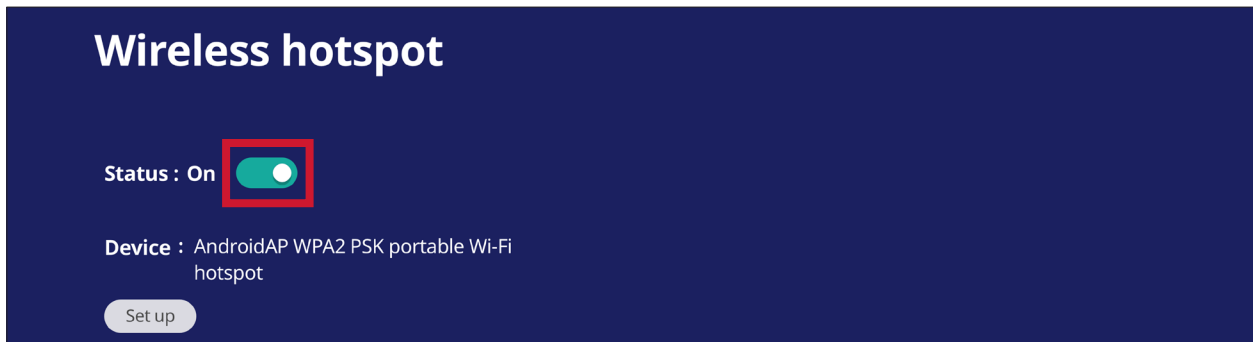 Wireless hotspot
Status : On
Device : AndroidAP WPA2 PSK portable Wi-Fi
hotspot
Set up